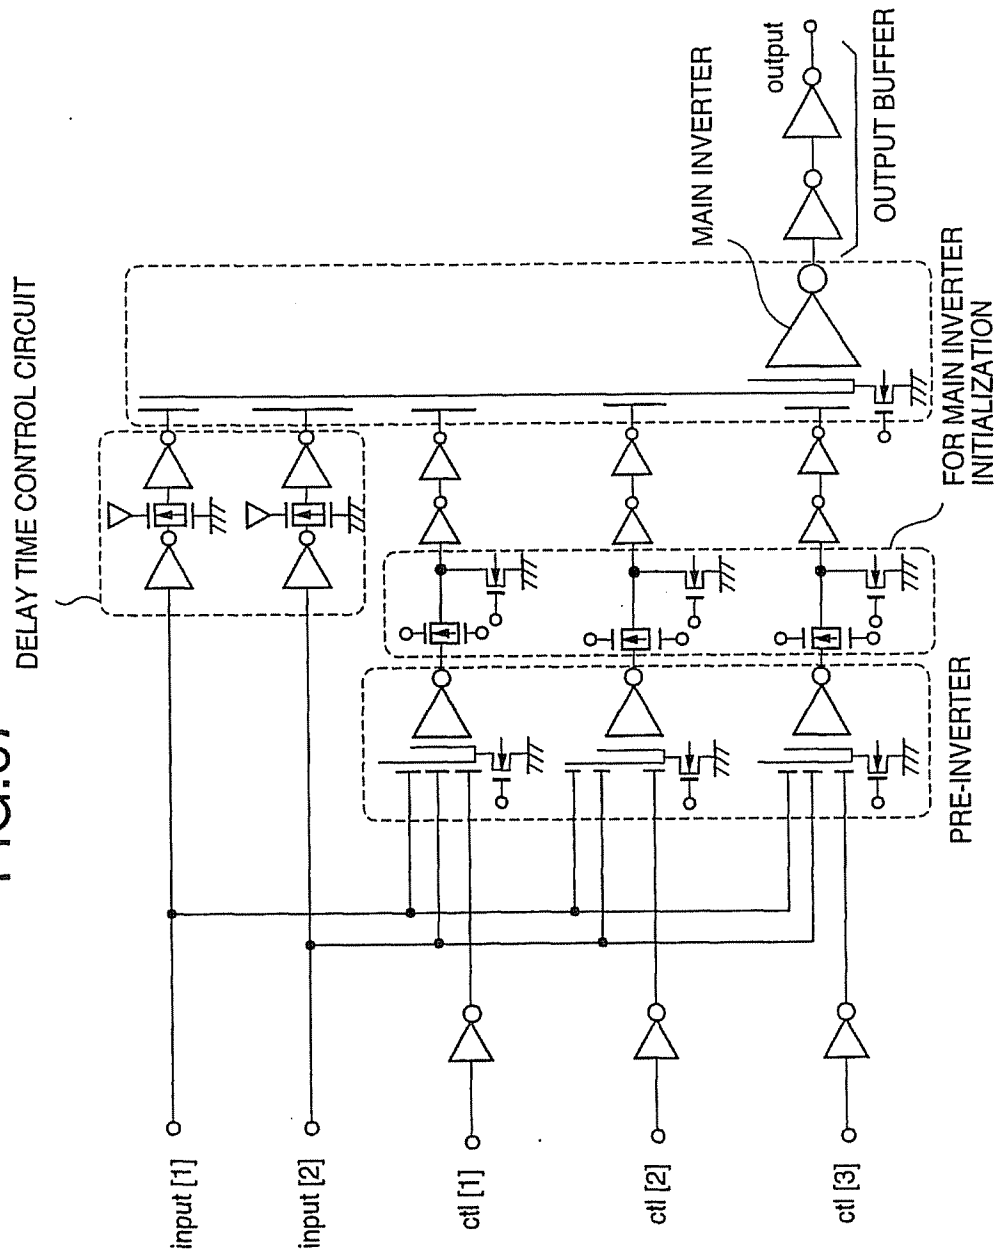 DELAY TIME CONTROL CIRCUIT
MAIN INVERTER
output
OUTPUT BUFFER
FOR MAIN INVERTER
INITIALIZATION
PRE-INVERTER
input [1]
input [2]
ctl [1]
ctl [2]
ctl [3]